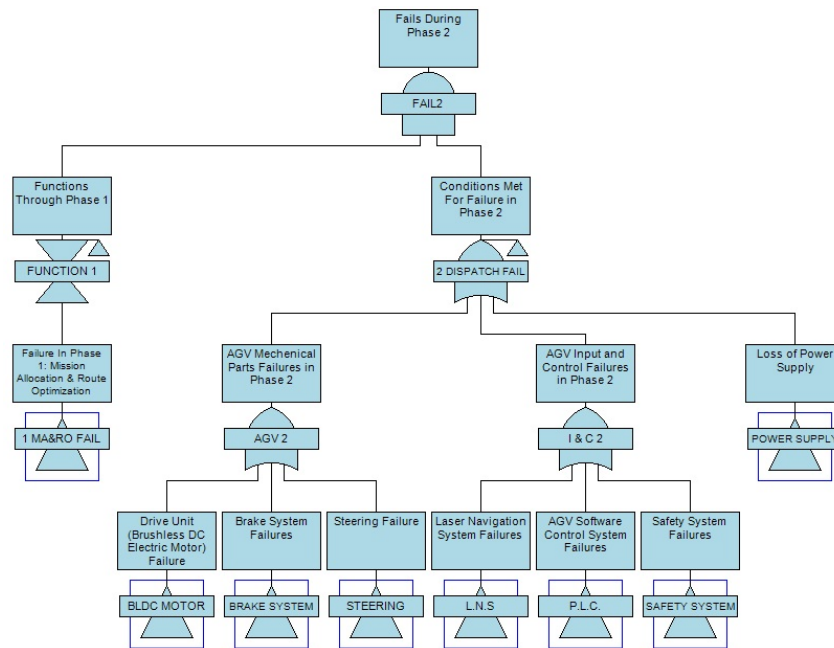 Fails During
Phase 2
FAIL2
Functions
Through Phase 1
Conditions Met
For Failure in
Phase 2
FUNCTION 1
2 DISPATCH FAIL
Failure In Phase
1: Mission
Allocation & Route
Optimization
AGV Mechenical
Parts Failures in
Phase 2
AGV Input and
Control Failures
in Phase 2
Loss of Power
Supply
1 MA&RO FAIL
AGV 2
I & C 2
POWER SUPPLY
Drive Unit
(Brushless DC
Electric Motor)
Failure
Brake System
Failures
Steering Failure
Laser Navigation
System Failures
AGV Software
Control System
Failures
Safety System
Failures
BLDC MOTOR
BRAKE SYSTEM
STEERING
L.N.S
P.L.C.
SAFETY SYSTEM